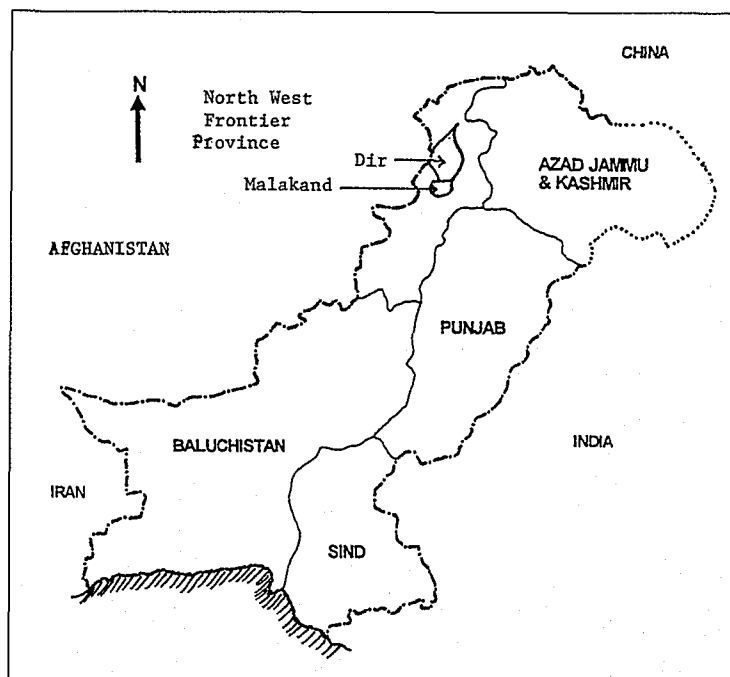 CHINA
N
North West
Frontier
Province
Dir
Malakand
AZAD JAMMU
& KASHMIR
AFGHANISTAN
PUNJAB
BALUCHISTAN
INDIA
IRAN
SIND